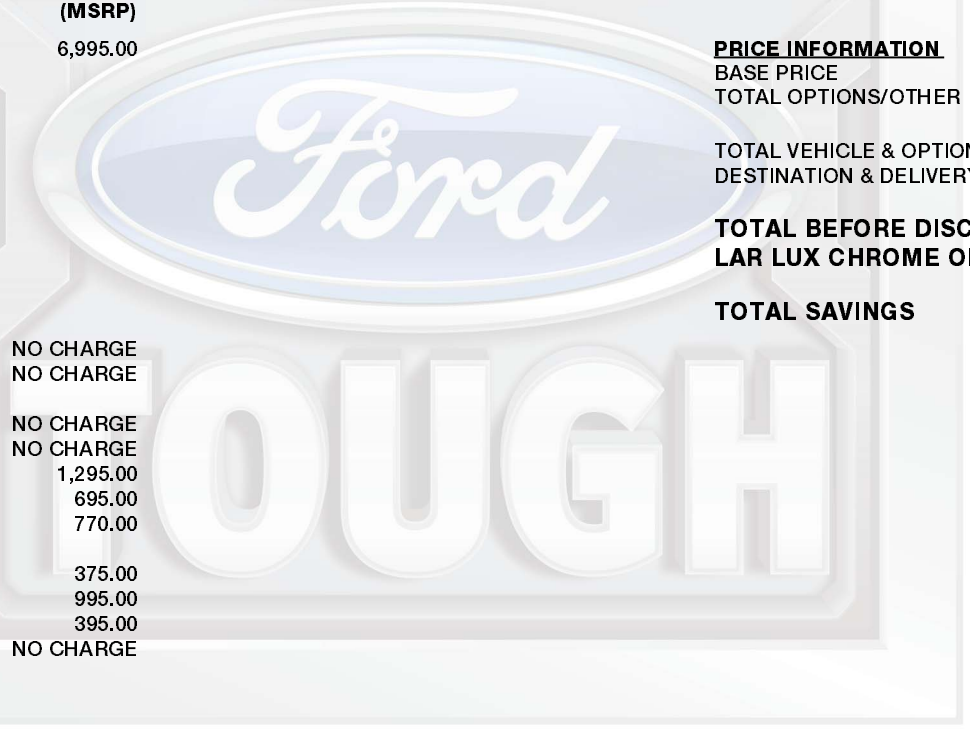 (MSRP)
6,995.00
NO CHARGE
NO CHARGE
NO CHARGE
NO CHARGE
1,295.00
695.00
770.00
375.00
995.00
395.00
NO CHARGE
Ford
TOUGH
PRICE INFORMATION
BASE PRICE
TOTAL OPTIONS/OTHER
TOTAL VEHICLE & OPTION
DESTINATION & DELIVERY
TOTAL BEFORE DISC
LAR LUX CHROME O
TOTAL SAVINGS